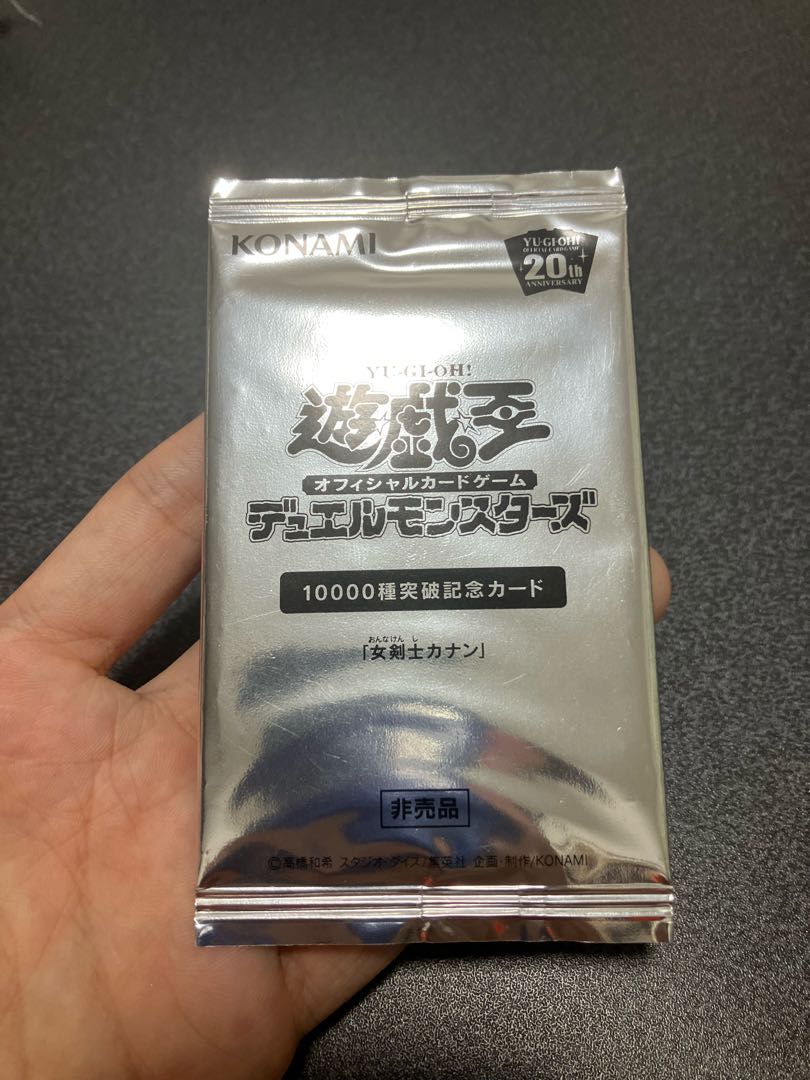 KONAMI
YU-GI-OH!
OFFICIAL CARD GAME
20th
ANNIVERSARY
YU-GI-OH!
遊戯王
オフィシャルカードゲーム
デュエルモンスターズ
10000種突破記念カード
おんなけんし
「女剣士カナン」
非売品
©高橋和希 スタジオ・ダイス/集英社 企画・制作/KONAMI